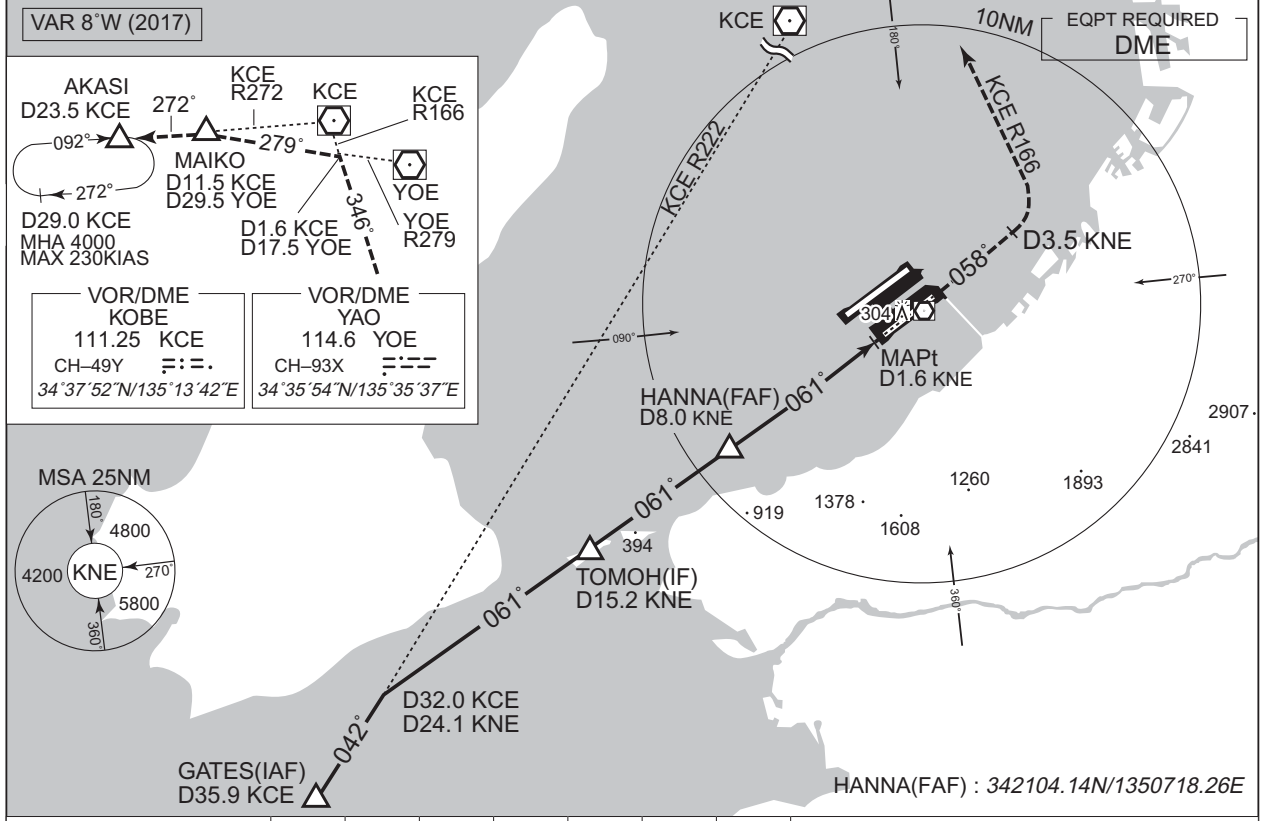 VAR 8°W (2017)
KCE
10NM
EQPT REQUIRED
DME
180°
AKASI
D23.5 KCE
272°
KCE
R272
KCE
KCE
R166
092°
279°
MAIKO
D11.5 KCE
D29.5 YOE
YOE
272°
D29.0 KCE
MHA 4000
MAX 230KIAS
D1.6 KCE
D17.5 YOE
346°
YOE
R279
VOR/DME
KOBE
111.25 KCE
CH–49Y
34°37´52˝N/135°13´42˝E
VOR/DME
YAO
114.6 YOE
CH–93X
34°35´54˝N/135°35´37˝E
KCE R222
KCE R166
D3.5 KNE
058°
270°
304
090°
MAPt
D1.6 KNE
061°
HANNA(FAF)
D8.0 KNE
2907
2841
MSA 25NM
180°
4800
4200
KNE
270°
5800
360°
1260
1893
1378
919
1608
061°
394
TOMOH(IF)
D15.2 KNE
061°
360°
D32.0 KCE
D24.1 KNE
042°
GATES(IAF)
D35.9 KCE
HANNA(FAF) : 342104.14N/1350718.26E